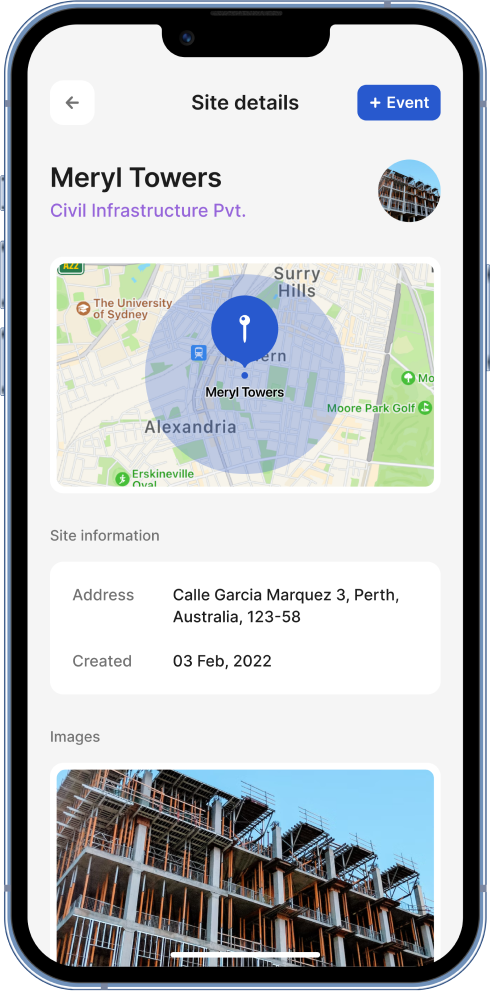 Site details
+ Event
Meryl Towers
Civil Infrastructure Pvt.
A22
Surry
Hills
The University
of Sydney
Meryl Towers
Mo
Moore Park Golf
Alexandria
Erskineville
Oval
Site information
Address
Calle Garcia Marquez 3, Perth,
Australia, 123-58
Created
03 Feb, 2022
Images